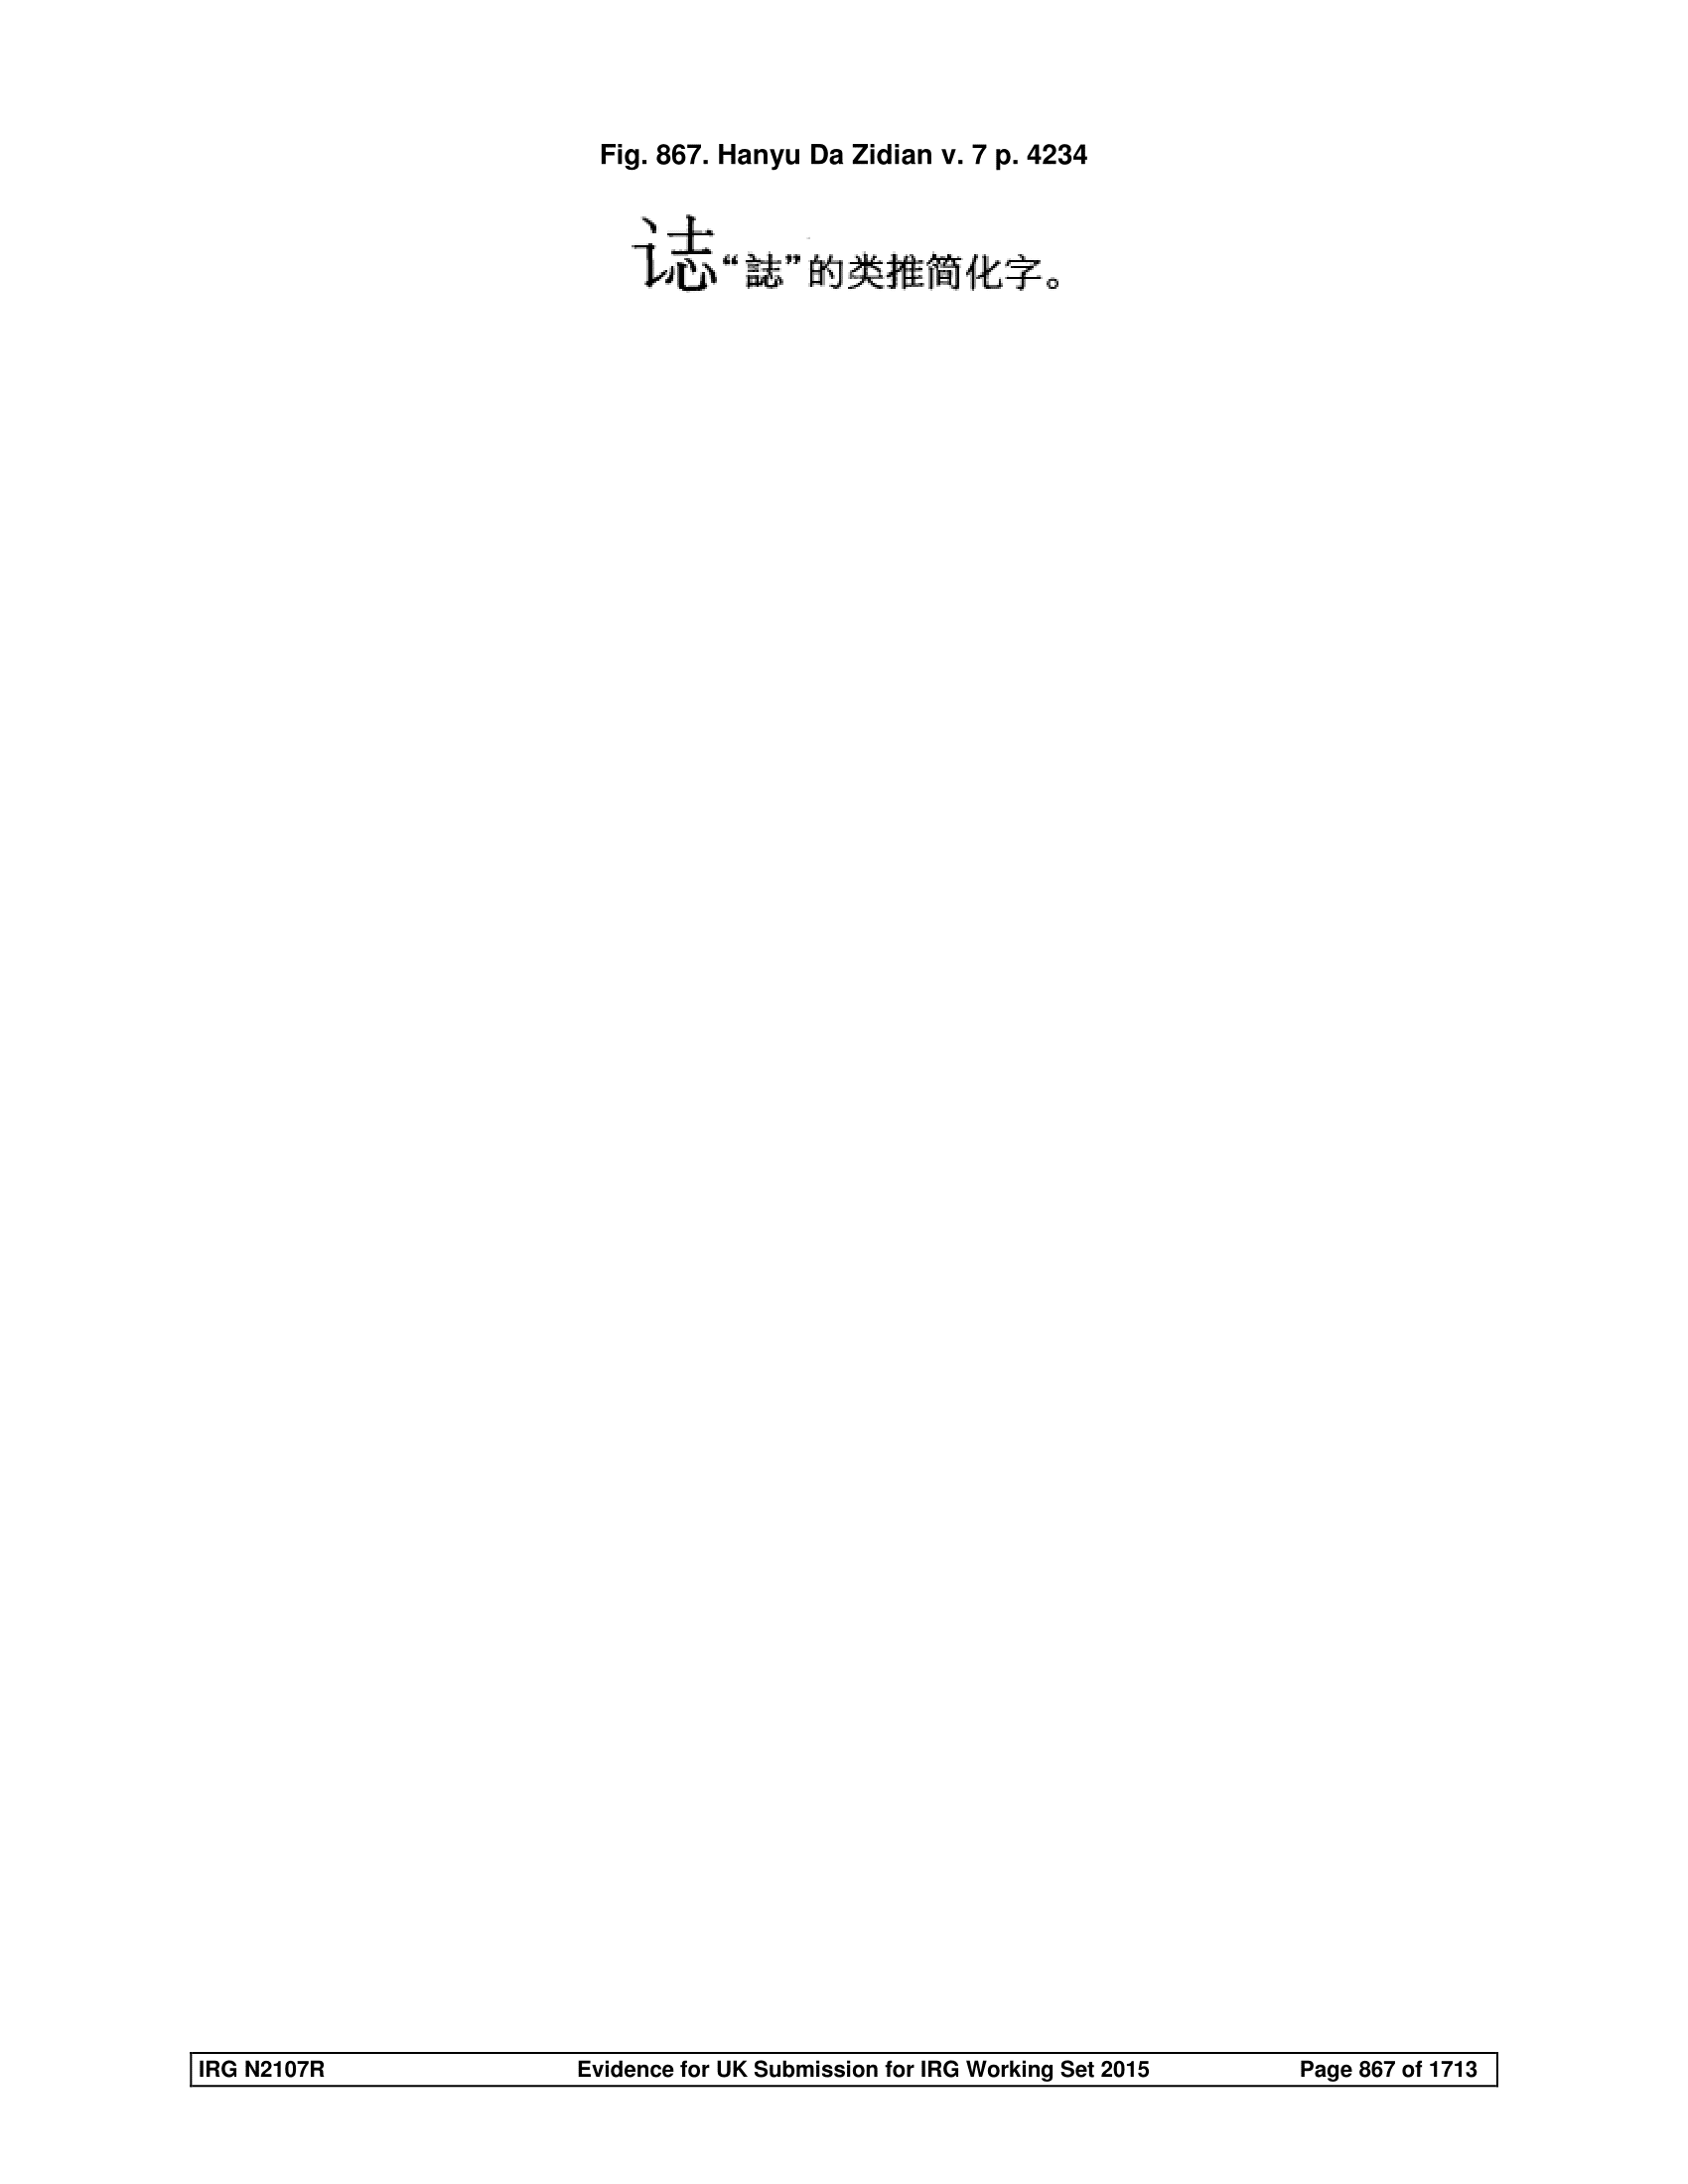 Fig. 867. Hanyu Da Zidian v. 7 p. 4234
⿰讠志“誌”的类推简化字。
IRG N2107R Evidence for UK Submission for IRG Working Set 2015 Page 867 of 1713